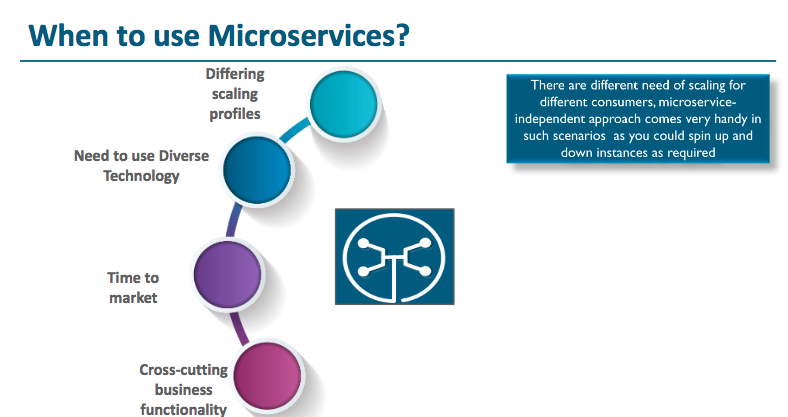 When to use Microservices?
Differing
scaling
profiles
There are different need of scaling for
different consumers, microservice-
independent approach comes very handy in
such scenarios as you could spin up and
down instances as required
Need to use Diverse
Technology
Time to
market
Cross-cutting
business
functionality